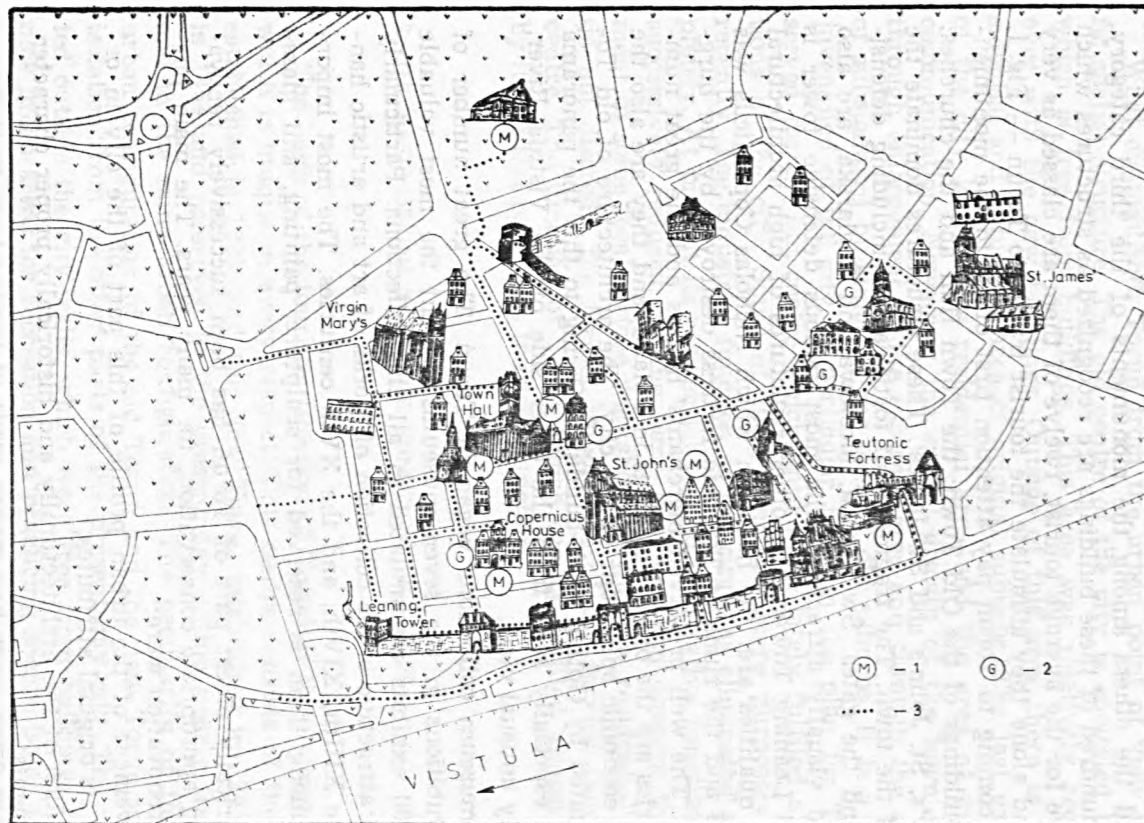 M
St. James'
Virgin
Mary's
G
G
Town
Hall
M
G
G
Teutonic
Fortress
M
St. John's
M
M
Copernicus
House
M
G
M
Leaning
Tower
M - 1
G - 2
- 3
VISTULA